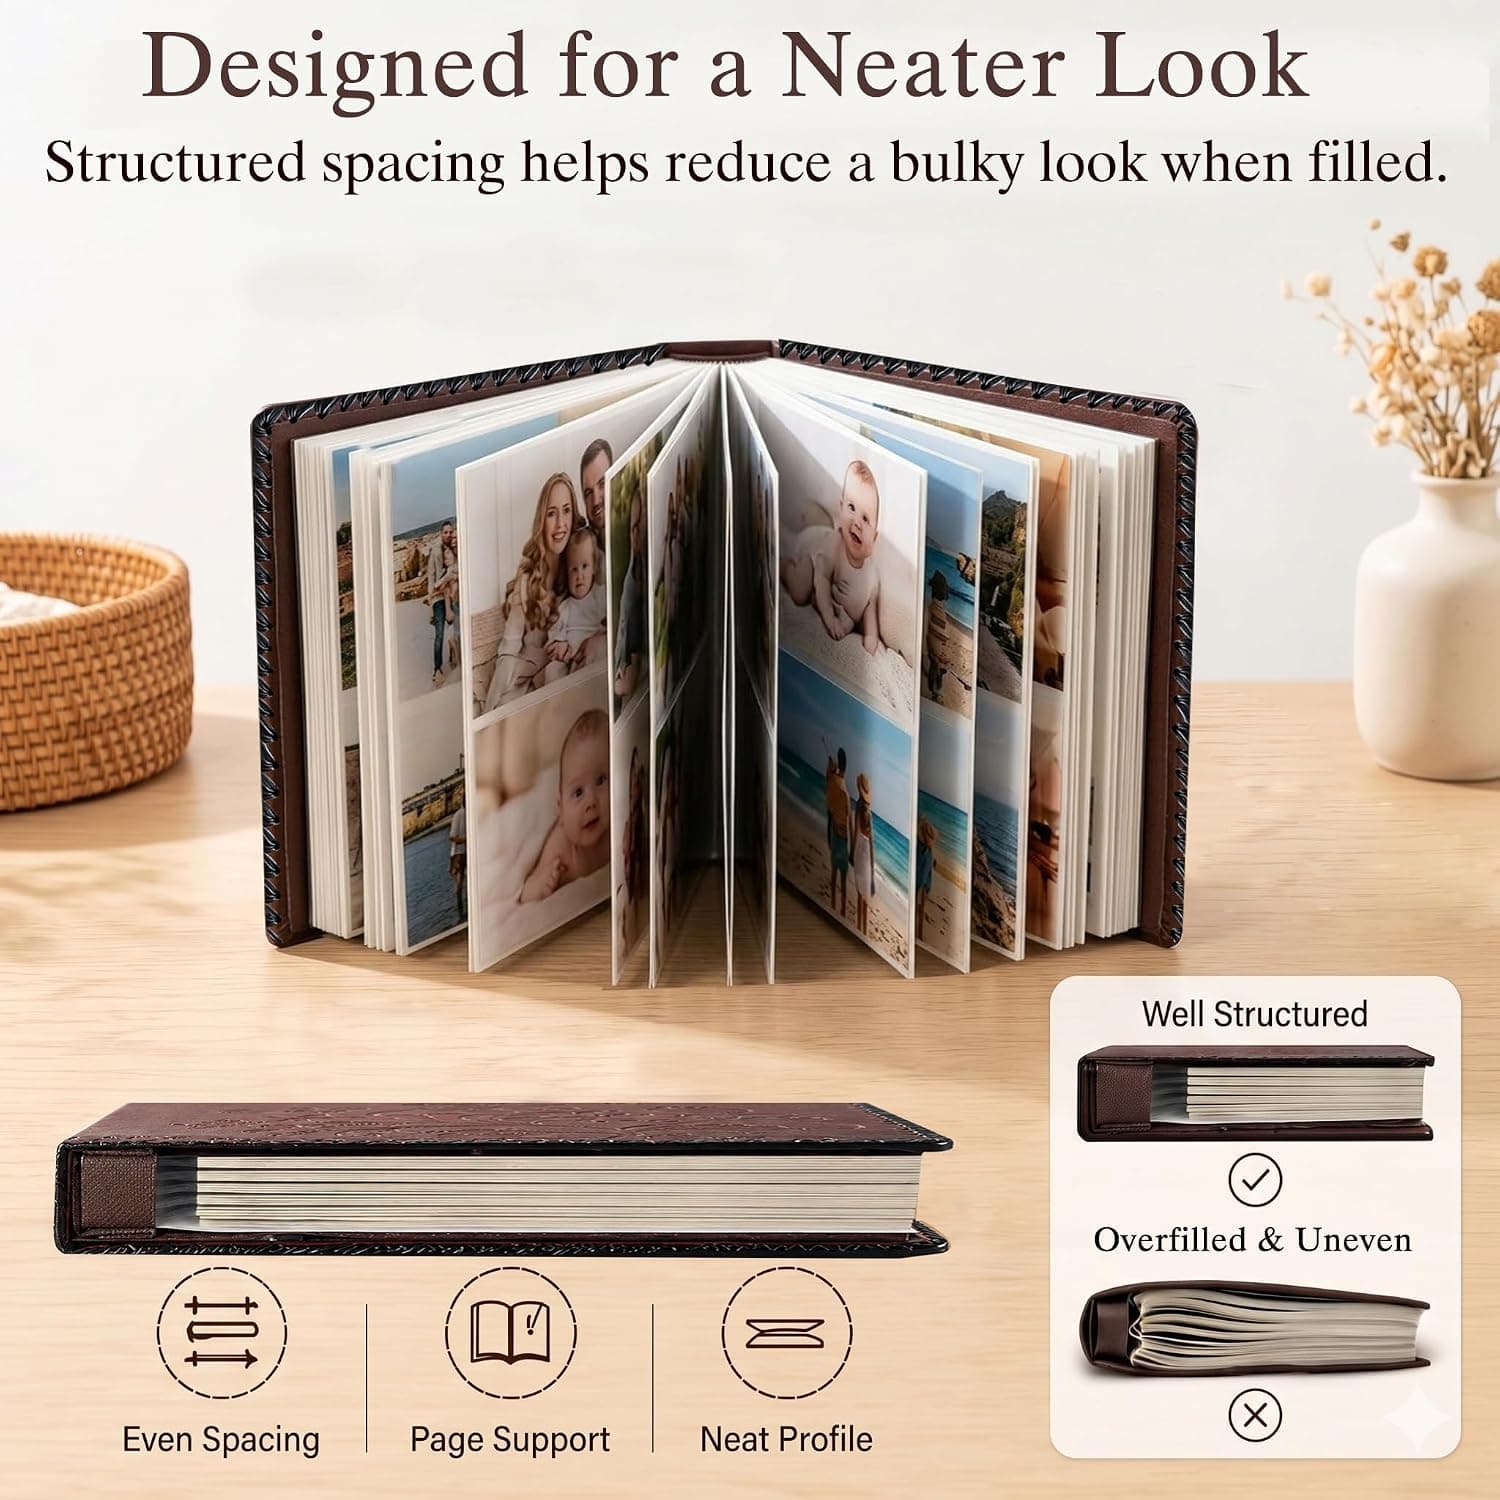 Designed for a Neater Look
Structured spacing helps reduce a bulky look when filled.
Well Structured
Overfilled & Uneven
Even Spacing
Page Support
Neat Profile